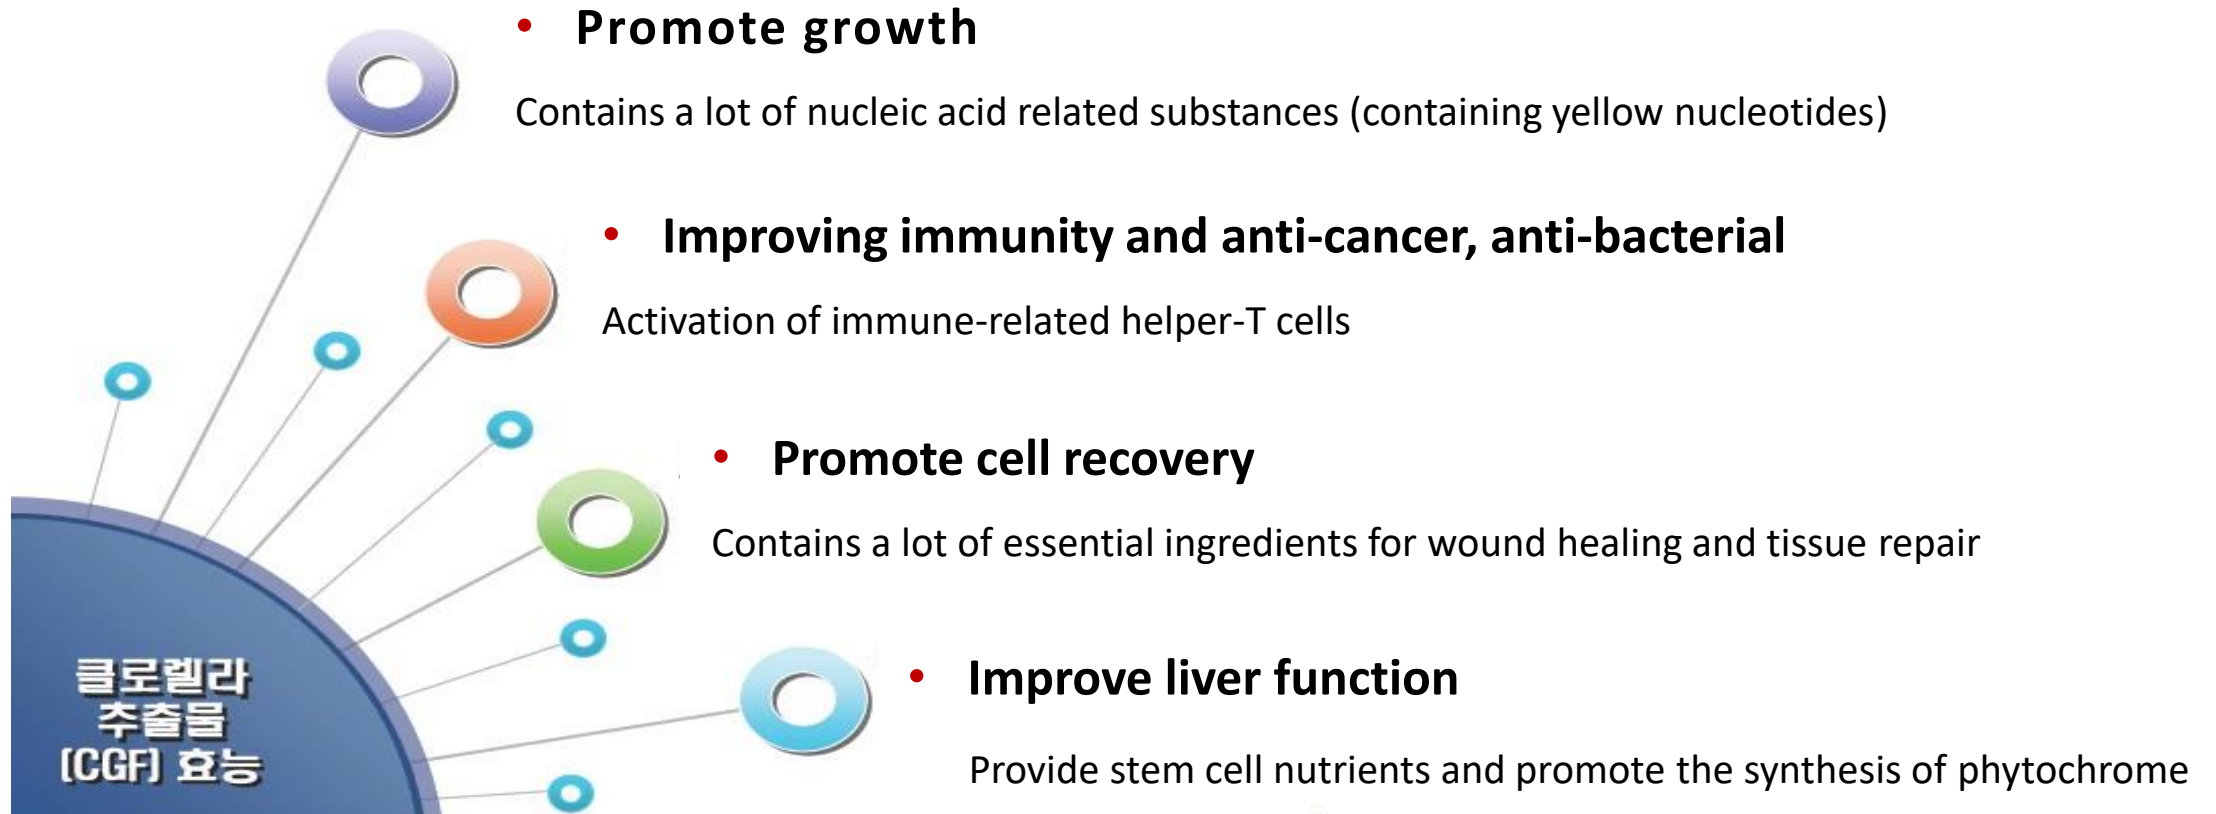 • Promote growth
Contains a lot of nucleic acid related substances (containing yellow nucleotides)
• Improving immunity and anti-cancer, anti-bacterial
Activation of immune-related helper-T cells
• Promote cell recovery
Contains a lot of essential ingredients for wound healing and tissue repair
• Improve liver function
Provide stem cell nutrients and promote the synthesis of phytochrome
클로렐라
추출물
(CGF) 효능